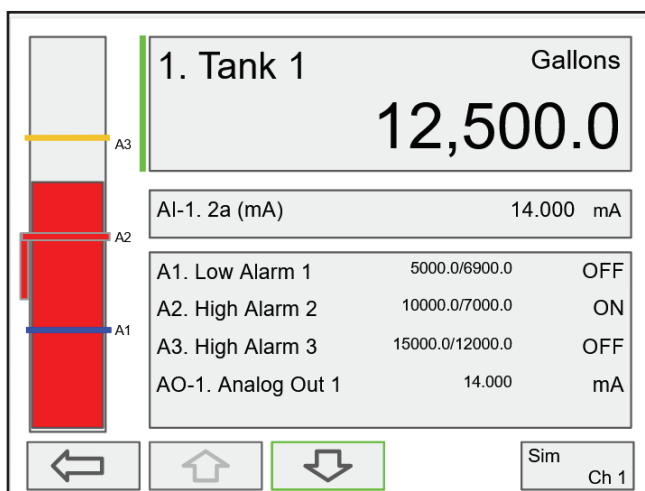 1. Tank 1 Gallons
12,500.0
A3
AI-1. 2a (mA) 14.000 mA
A2
A1. Low Alarm 1 5000.0/6900.0 OFF
A2. High Alarm 2 10000.0/7000.0 ON
A1
A3. High Alarm 3 15000.0/12000.0 OFF
AO-1. Analog Out 1 14.000 mA
Sim
Ch 1